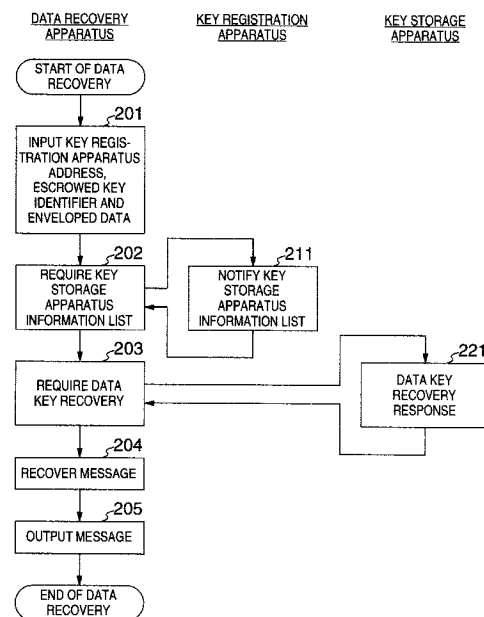 DATA RECOVERY
APPARATUS
KEY REGISTRATION
APPARATUS
KEY STORAGE
APPARATUS
START OF DATA
RECOVERY
201
INPUT KEY REGIS-
TRATION APPARATUS
ADDRESS,
ESCROWED KEY
IDENTIFIER AND
ENVELOPED DATA
202
REQUIRE KEY
STORAGE
APPARATUS
INFORMATION LIST
211
NOTIFY KEY
STORAGE
APPARATUS
INFORMATION LIST
203
REQUIRE DATA
KEY RECOVERY
221
DATA KEY
RECOVERY
RESPONSE
204
RECOVER MESSAGE
205
OUTPUT MESSAGE
END OF DATA
RECOVERY